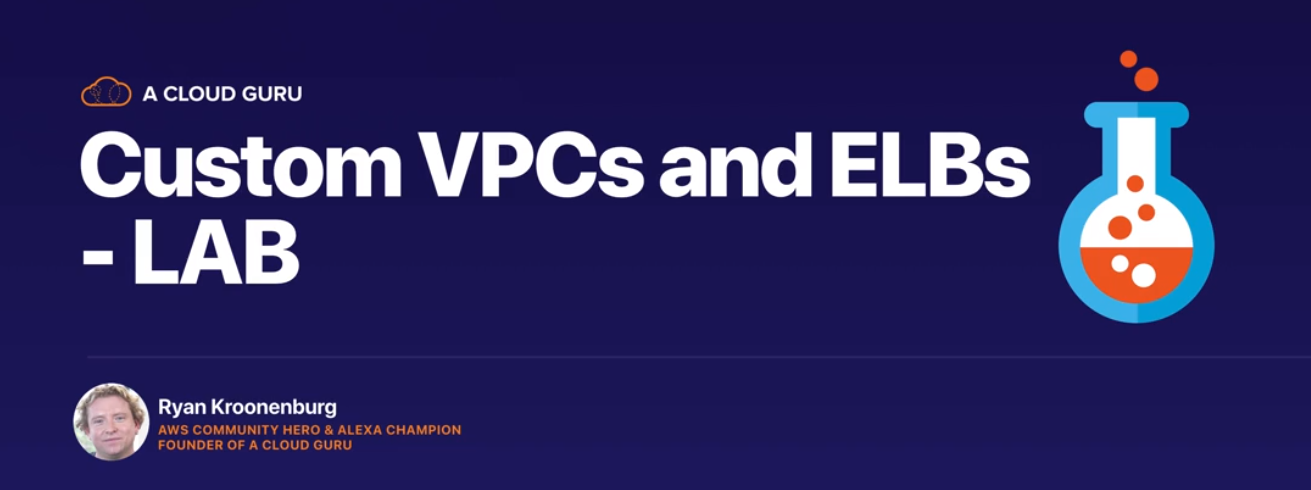 A CLOUD GURU
Custom VPCs and ELBs
- LAB
Ryan Kroonenburg
AWS COMMUNITY HERO & ALEXA CHAMPION
FOUNDER OF A CLOUD GURU